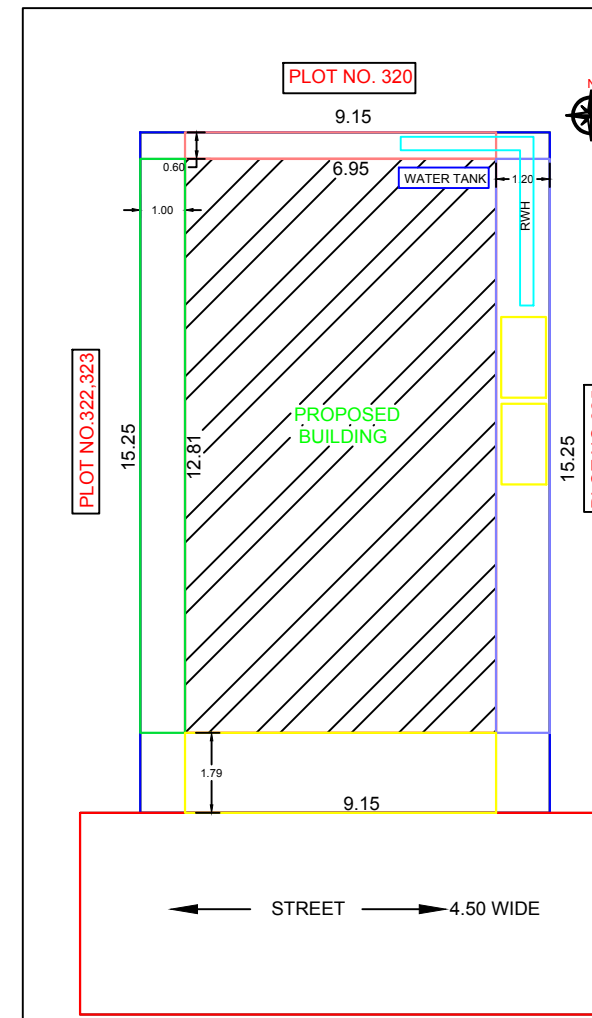 PLOT NO. 320
N
9.15
0.60
6.95
WATER TANK
1.20
1.00
RWH
PLOT NO.322,323
15.25
12.81
PROPOSED
BUILDING
15.25
1.79
9.15
STREET
4.50 WIDE